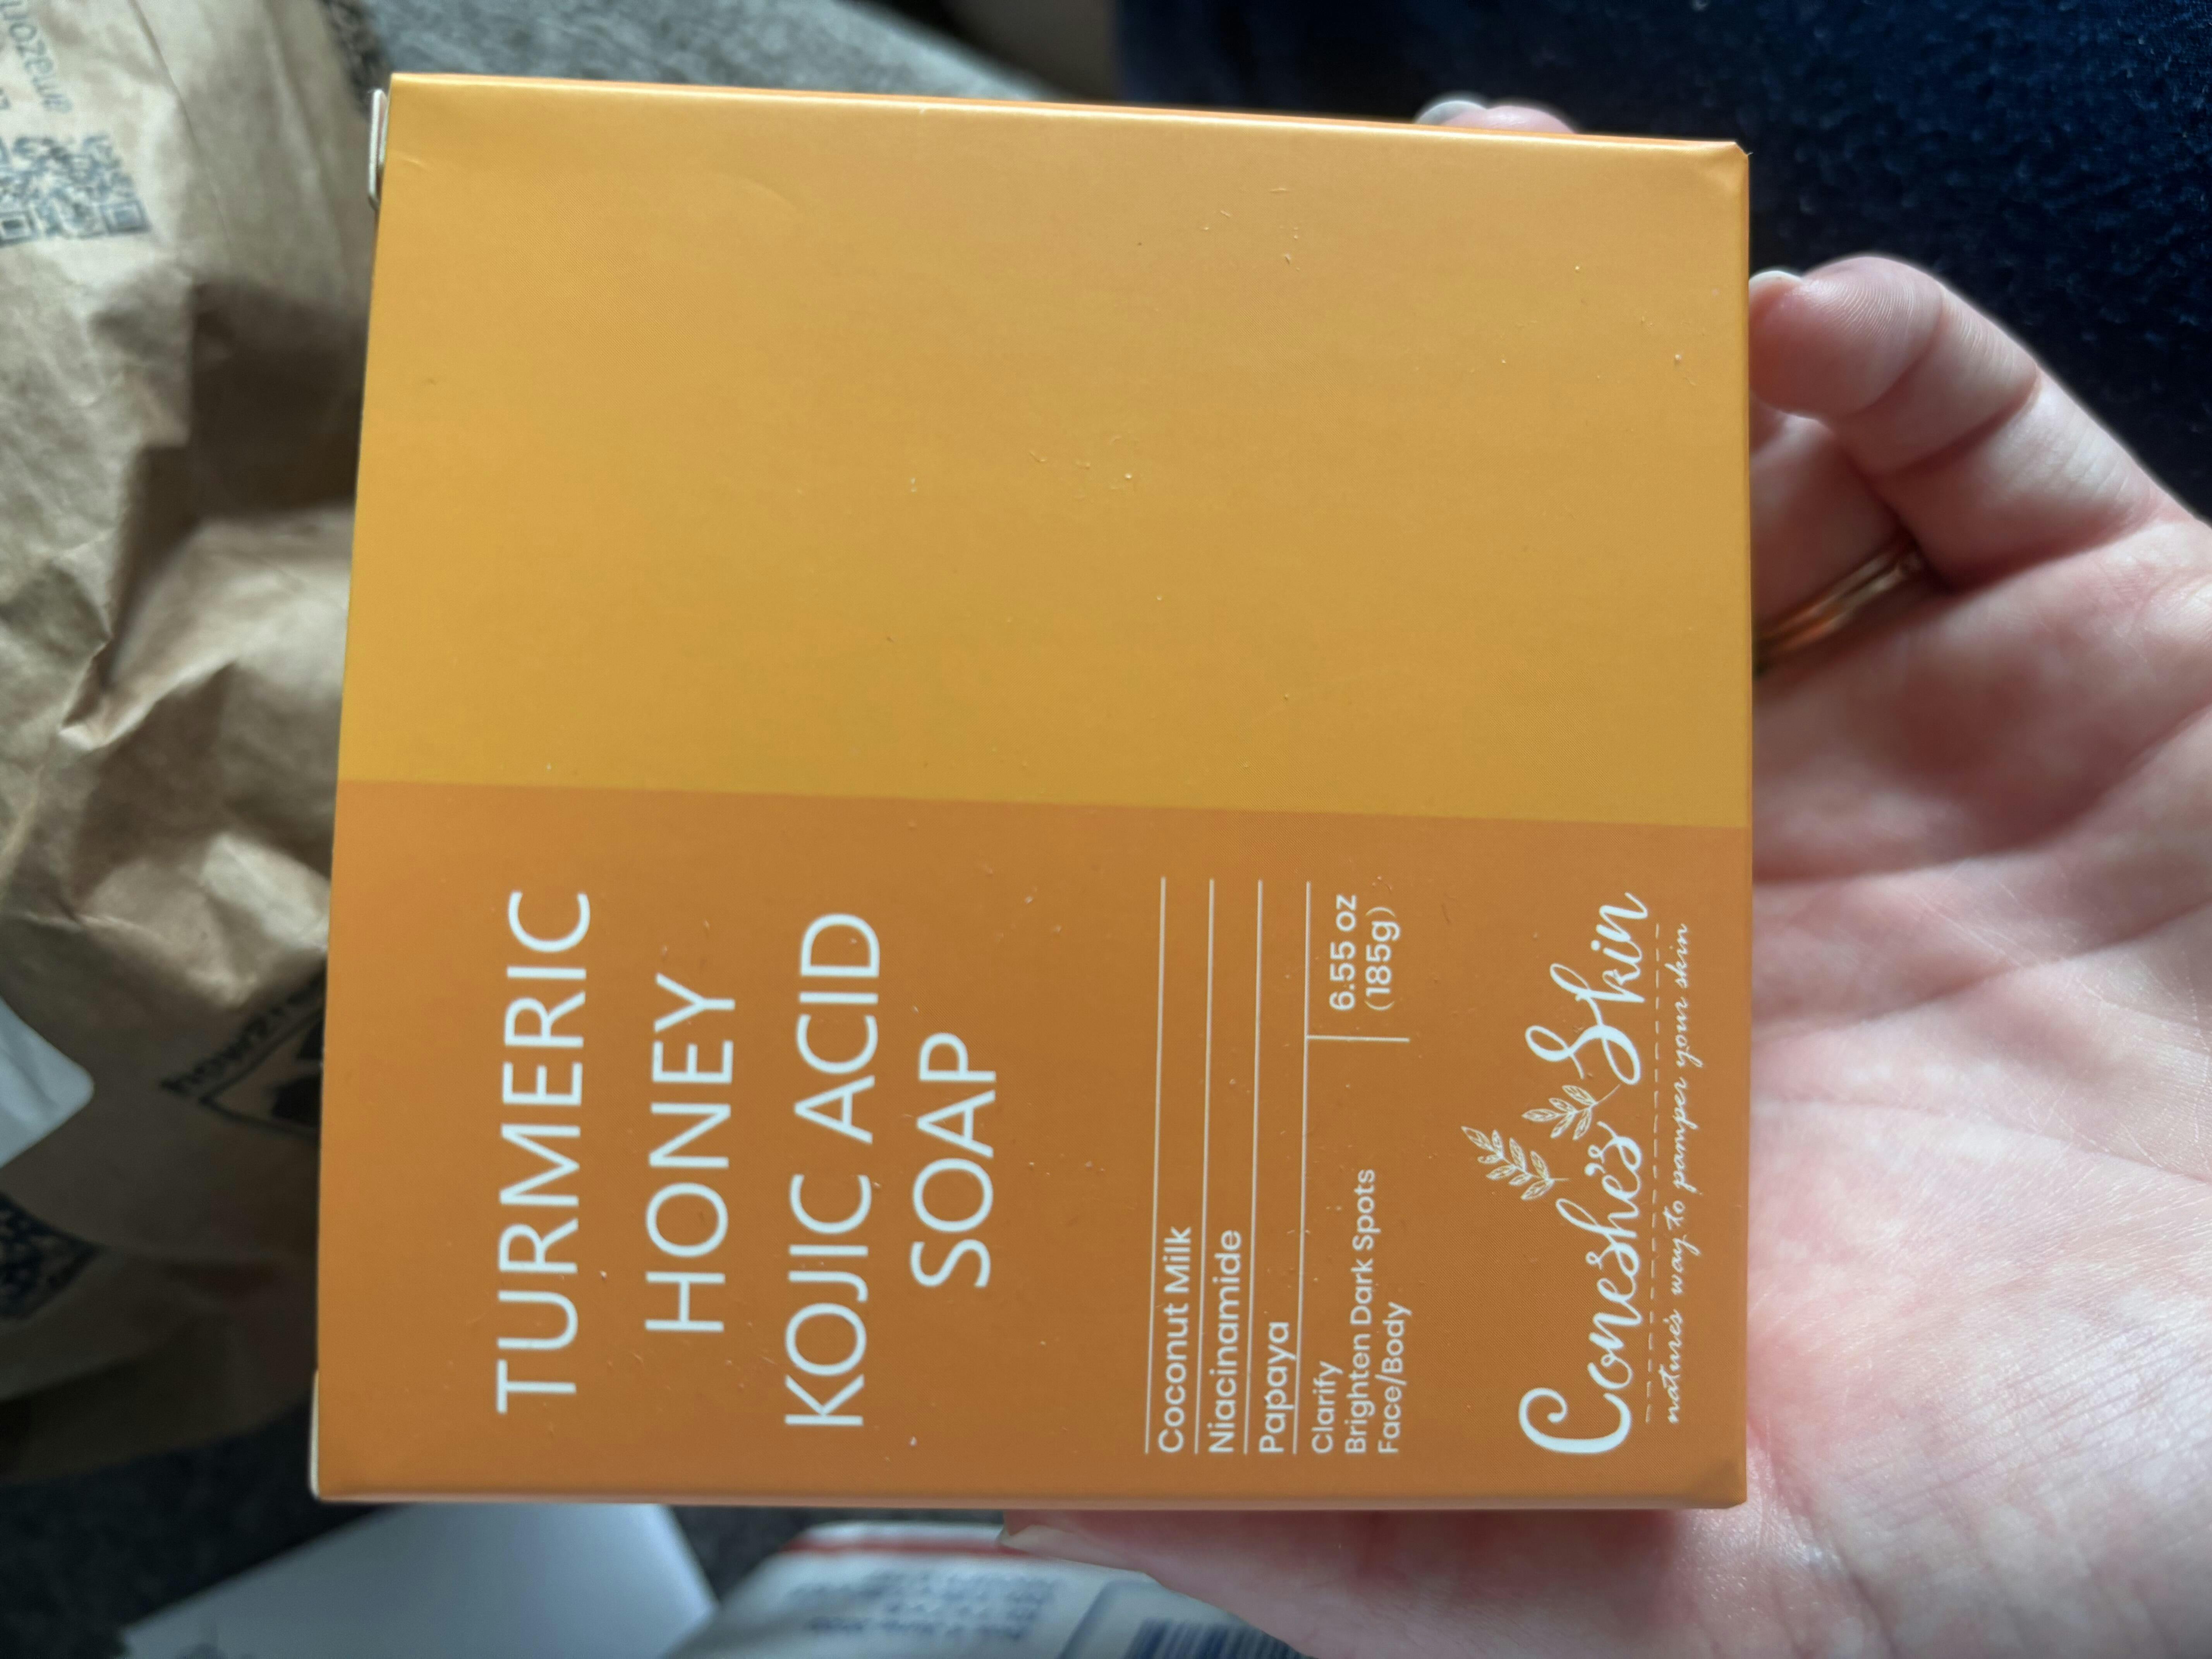 TURMERIC
HONEY
KOJIC ACID
SOAP
Coconut Milk
Niacinamide
Papaya
Clarify
Brighten Dark Spots
Face/Body
6.55 oz
(185g)
Coneshe's Skin
nature's way to pamper your skin
amazon